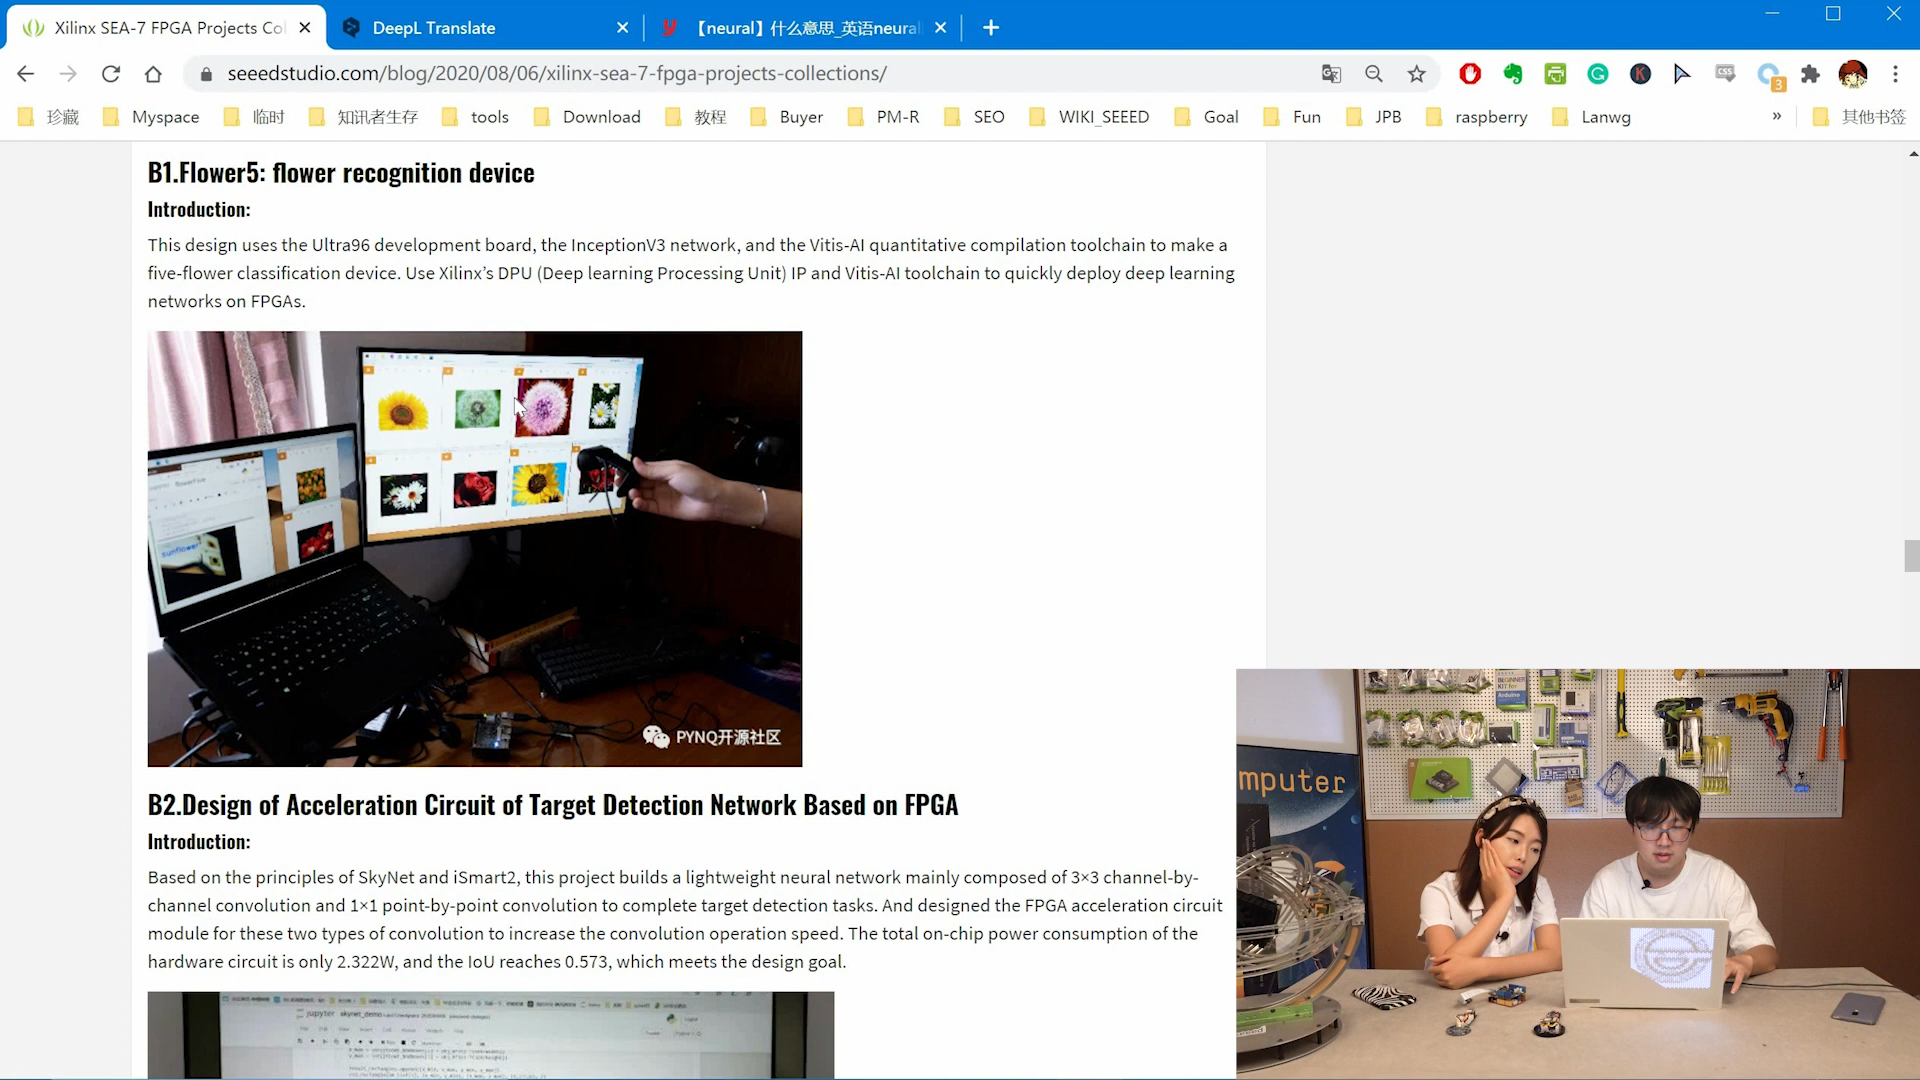 Xilinx SEA-7 FPGA Projects Co
DeepL Translate
【neural】什么意思_英语neural
seeedstudio.com/blog/2020/08/06/xilinx-sea-7-fpga-projects-collections/
珍藏
Myspace
临时
知讯者生存
tools
Download
教程
Buyer
PM-R
SEO
WIKI_SEEED
Goal
Fun
JPB
raspberry
Lanwg
»
其他书签
B1.Flower5: flower recognition device
Introduction:
This design uses the Ultra96 development board, the InceptionV3 network, and the Vitis-AI quantitative compilation toolchain to make a
five-flower classification device. Use Xilinx’s DPU (Deep learning Processing Unit) IP and Vitis-AI toolchain to quickly deploy deep learning
networks on FPGAs.
sunflower
PYNQ开源社区
B2.Design of Acceleration Circuit of Target Detection Network Based on FPGA
Introduction:
Based on the principles of SkyNet and iSmart2, this project builds a lightweight neural network mainly composed of 3×3 channel-by-
channel convolution and 1×1 point-by-point convolution to complete target detection tasks. And designed the FPGA acceleration circuit
module for these two types of convolution to increase the convolution operation speed. The total on-chip power consumption of the
hardware circuit is only 2.322W, and the IoU reaches 0.573, which meets the design goal.
jupyter skynet_demo
mputer